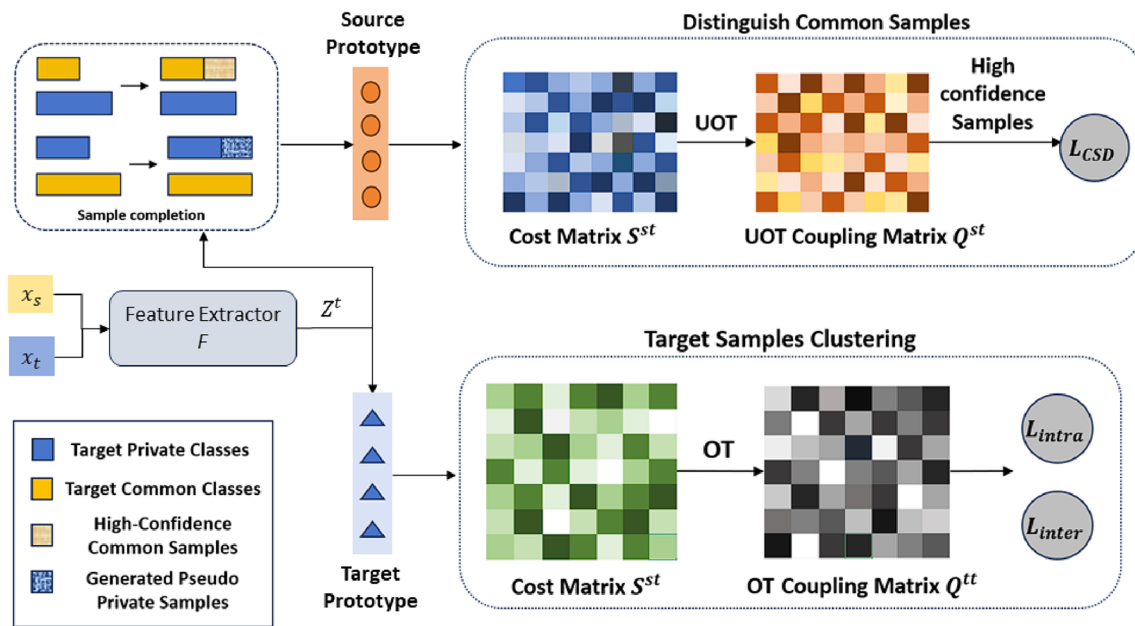 Source
Prototype
Distinguish Common Samples
High
confidence
Samples
UOT
L_CSD
Sample completion
Cost Matrix S^st
UOT Coupling Matrix Q^st
x_s
x_t
Feature Extractor
F
Z^t
Target Samples Clustering
OT
L_intra
L_inter
Target
Prototype
Cost Matrix S^st
OT Coupling Matrix Q^tt
Target Private Classes
Target Common Classes
High-Confidence
Common Samples
Generated Pseudo
Private Samples